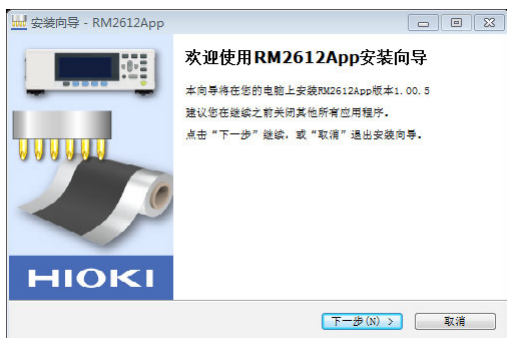 安装向导 - RM2612App
欢迎使用RM2612App安装向导
本向导将在您的电脑上安装RM2612App版本1.00.5
建议您在继续之前关闭其他所有应用程序。
点击“下一步”继续，或“取消”退出安装向导。
HIOKI
下一步(N) >
取消